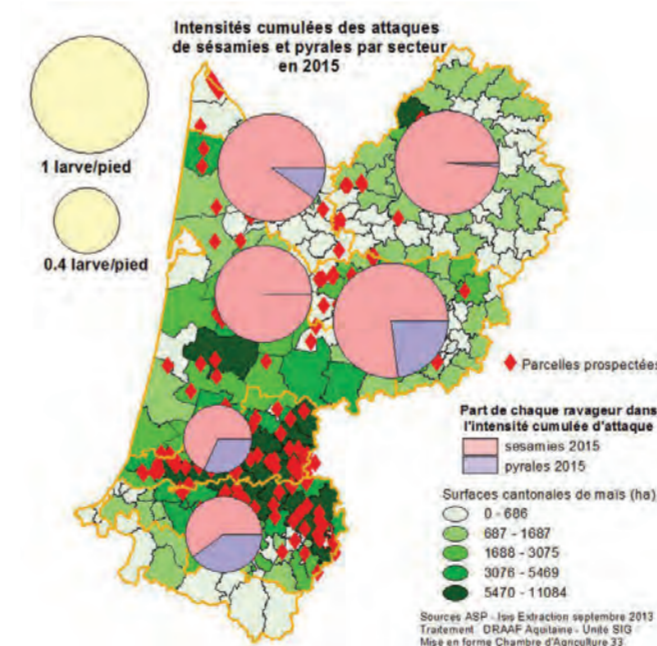 Intensités cumulées des attaques
de sésamies et pyrales par secteur
en 2015
1 larve/pied
0.4 larve/pied
Parcelles prospectées
Part de chaque ravageur dans
l'intensité cumulée d'attaque
sesamies 2015
pyrales 2015
Surfaces cantonales de maïs (ha)
0 - 686
687 - 1687
1688 - 3075
3076 - 5469
5470 - 11084
Sources ASP - Isis Extraction septembre 2013
Traitement DRAAF Aquitaine - Unité SIG
Mise en forme Chambre d'Agriculture 33